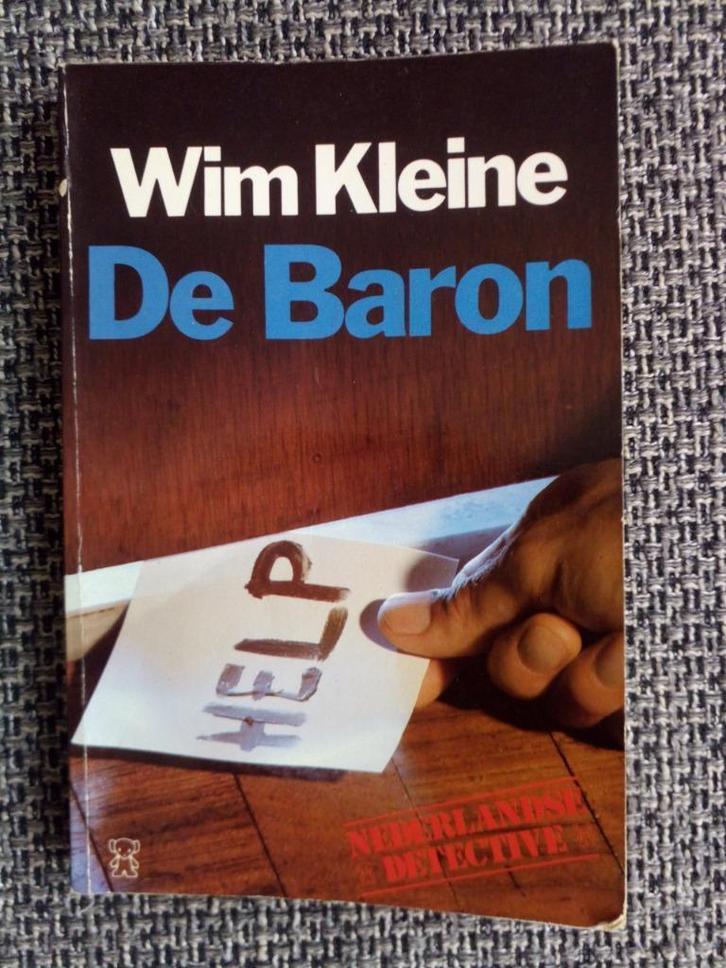 Wim Kleine
De Baron
HELP
NEDERLANDSE
DETECTIVE